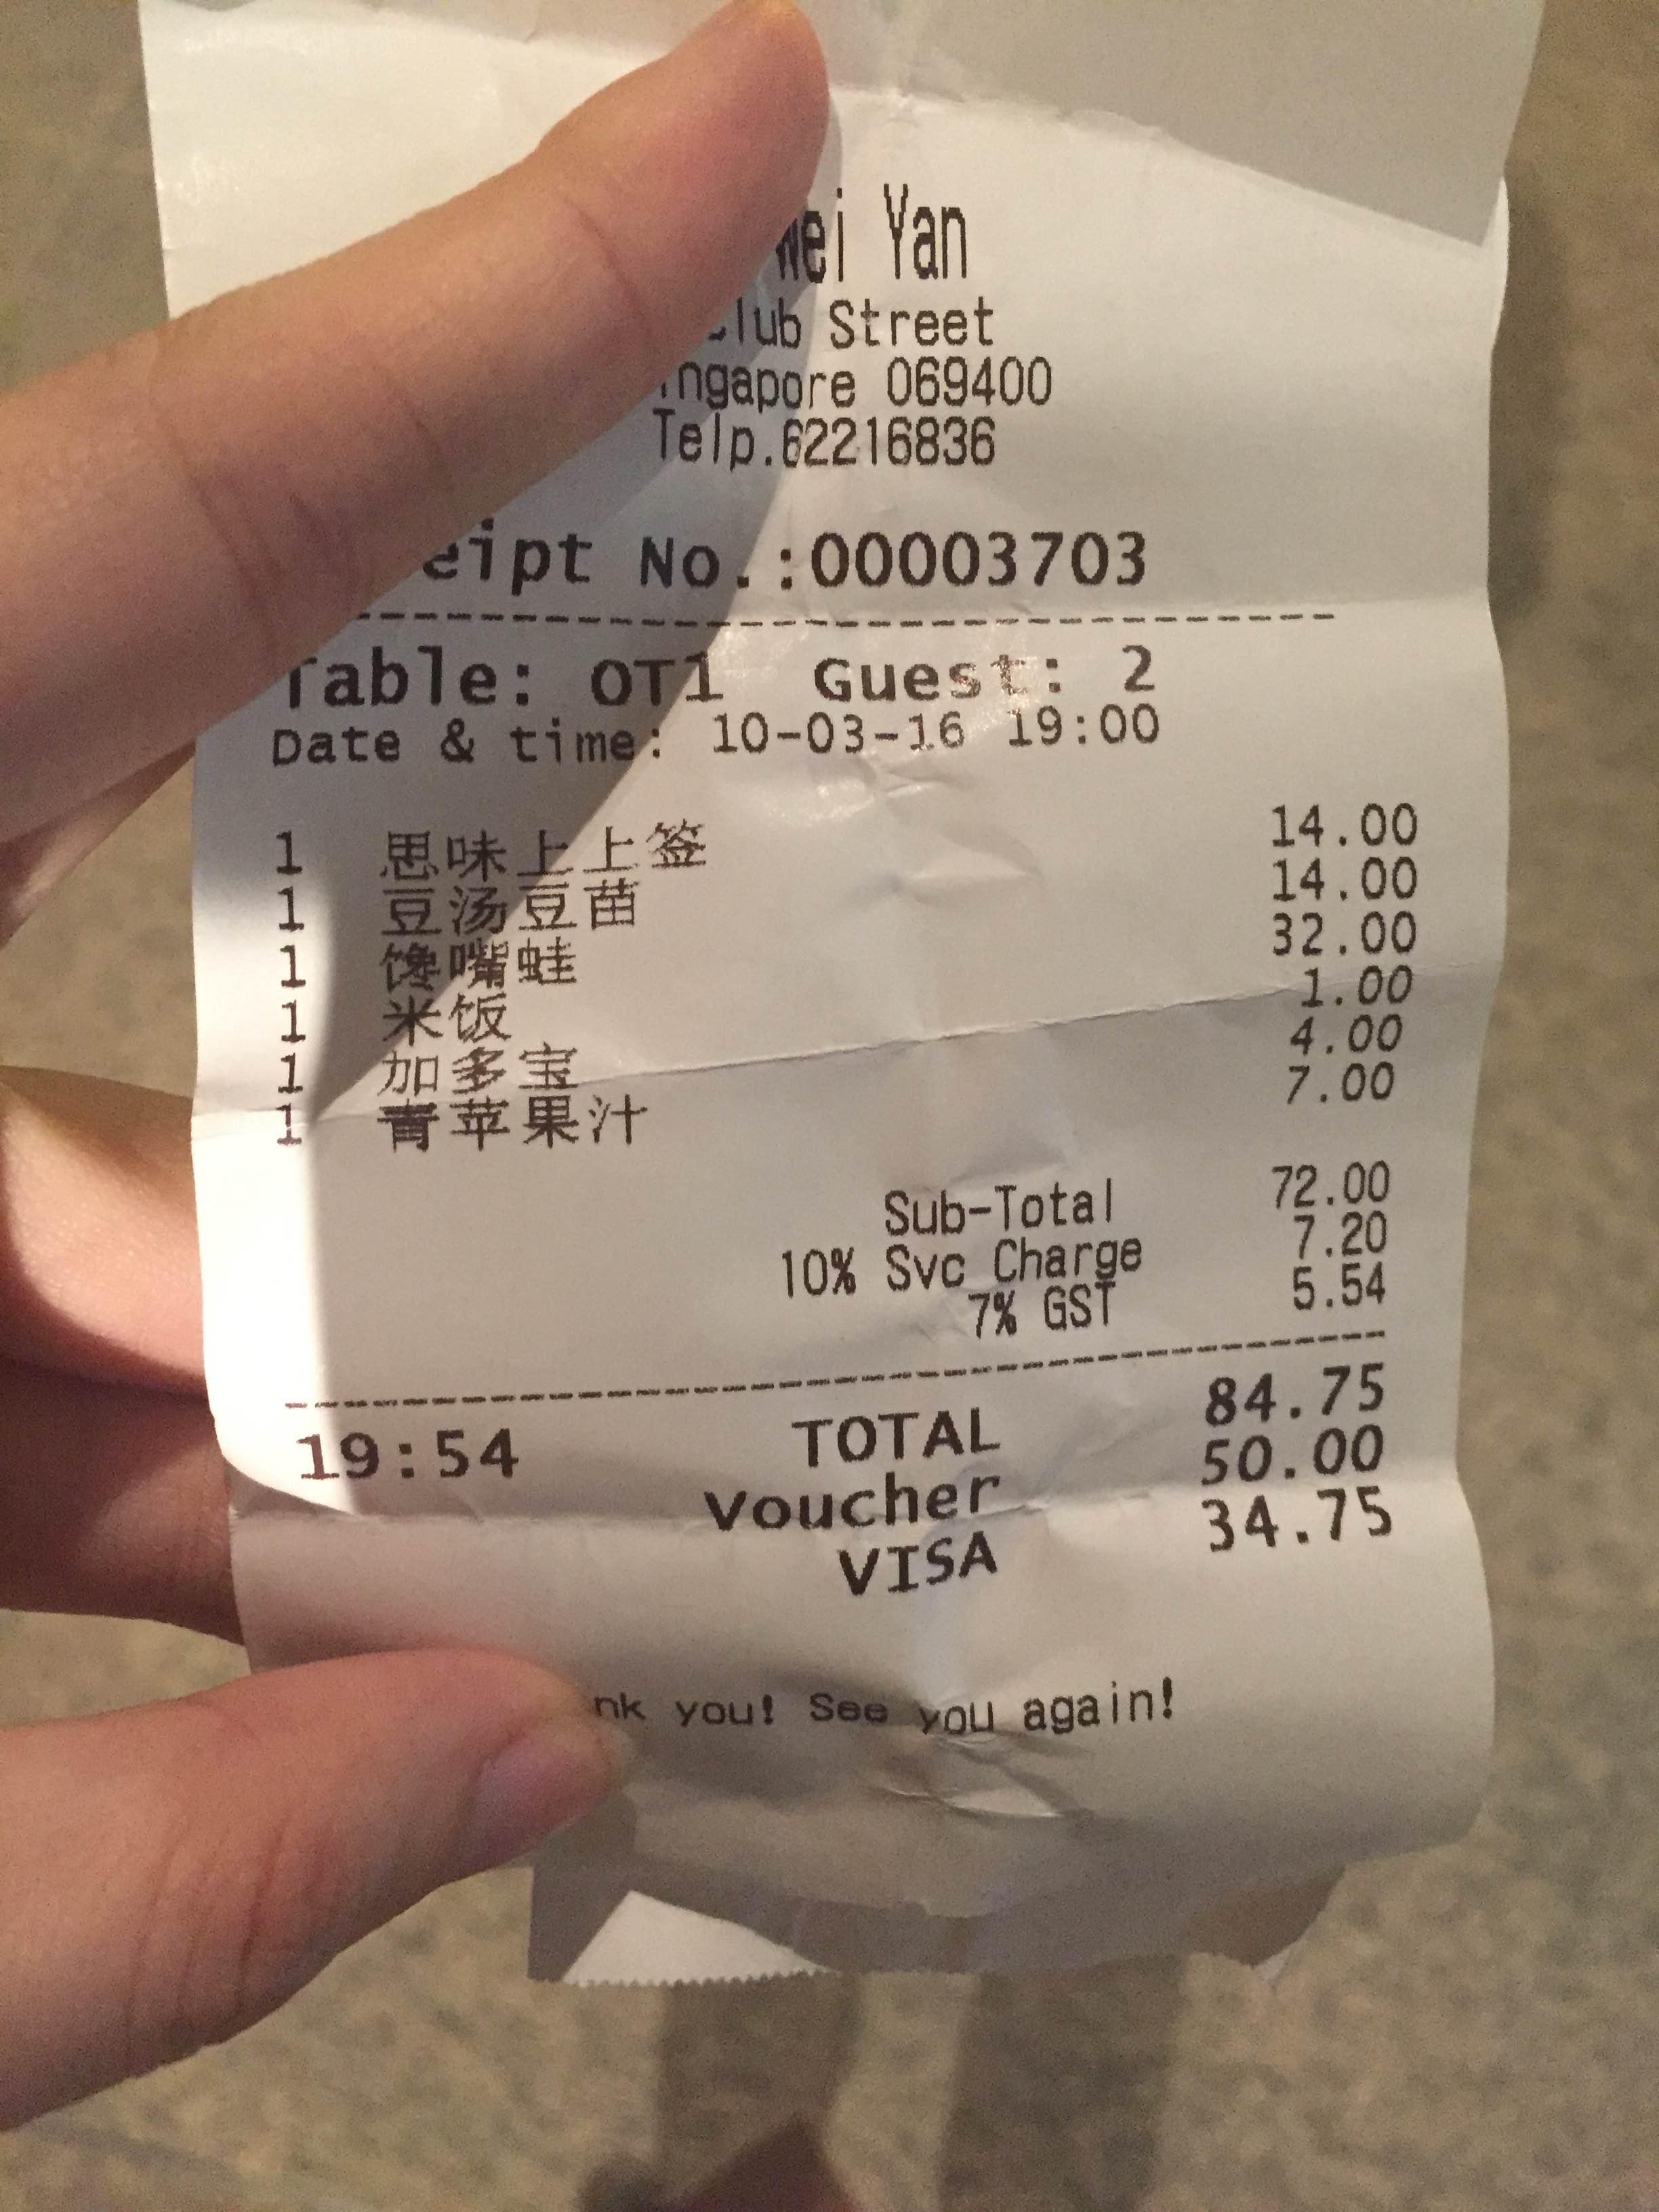 Wei Yan
Club Street
ngapore 069400
Telp.62216836
eipt No.:00003703
Table: OT1 Guest: 2
Date & time: 10-03-16 19:00
1 思味上上签 14.00
1 豆汤豆苗 14.00
1 馋嘴蛙 32.00
1 米饭 1.00
1 加多宝 4.00
1 青苹果汁 7.00
Sub-Total 72.00
10% Svc Charge 7.20
7% GST 5.54
19:54 TOTAL 84.75
Voucher 50.00
VISA 34.75
nk you! See you again!